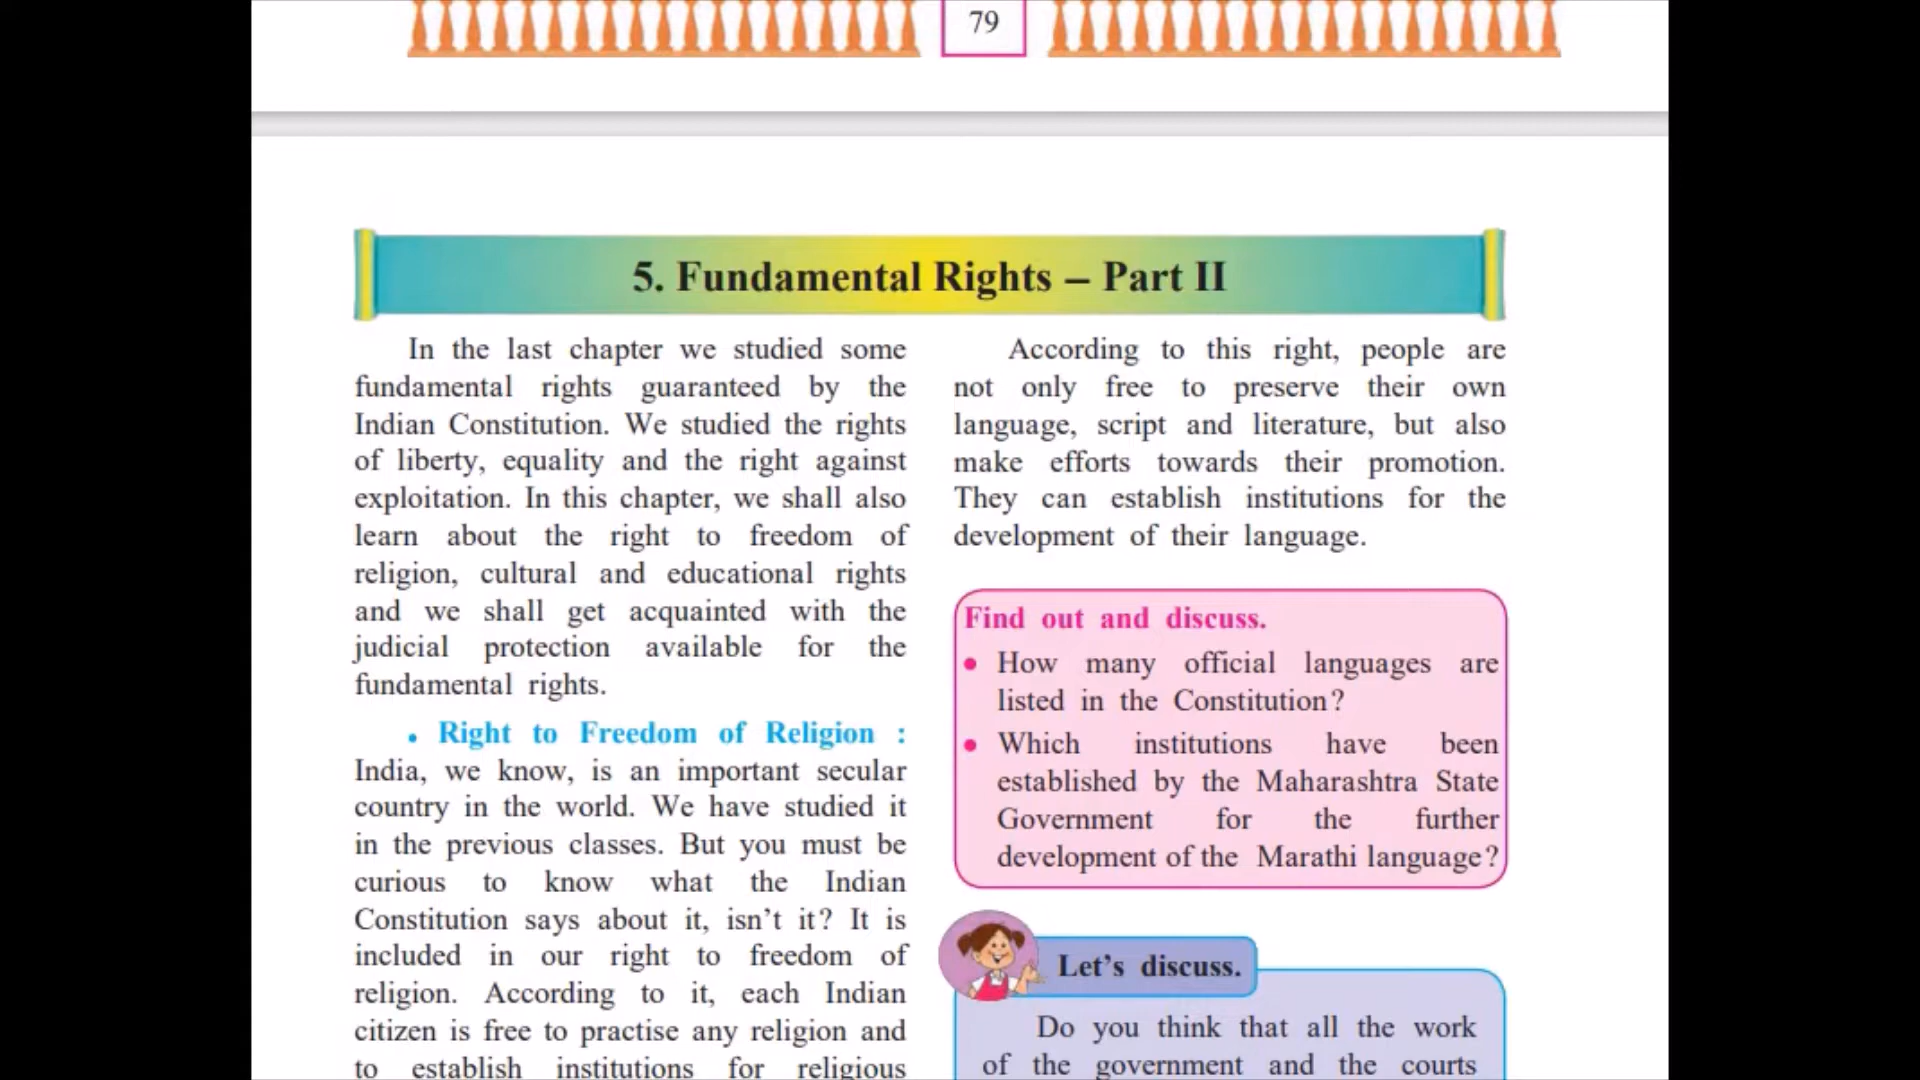 79
5. Fundamental Rights – Part II
In the last chapter we studied some
fundamental rights guaranteed by the
Indian Constitution. We studied the rights
of liberty, equality and the right against
exploitation. In this chapter, we shall also
learn about the right to freedom of
religion, cultural and educational rights
and we shall get acquainted with the
judicial protection available for the
fundamental rights.
• Right to Freedom of Religion :
India, we know, is an important secular
country in the world. We have studied it
in the previous classes. But you must be
curious to know what the Indian
Constitution says about it, isn’t it? It is
included in our right to freedom of
religion. According to it, each Indian
citizen is free to practise any religion and
to establish institutions for religious
According to this right, people are
not only free to preserve their own
language, script and literature, but also
make efforts towards their promotion.
They can establish institutions for the
development of their language.
Find out and discuss.
• How many official languages are
listed in the Constitution?
• Which institutions have been
established by the Maharashtra State
Government for the further
development of the Marathi language?
Let’s discuss.
Do you think that all the work
of the government and the courts